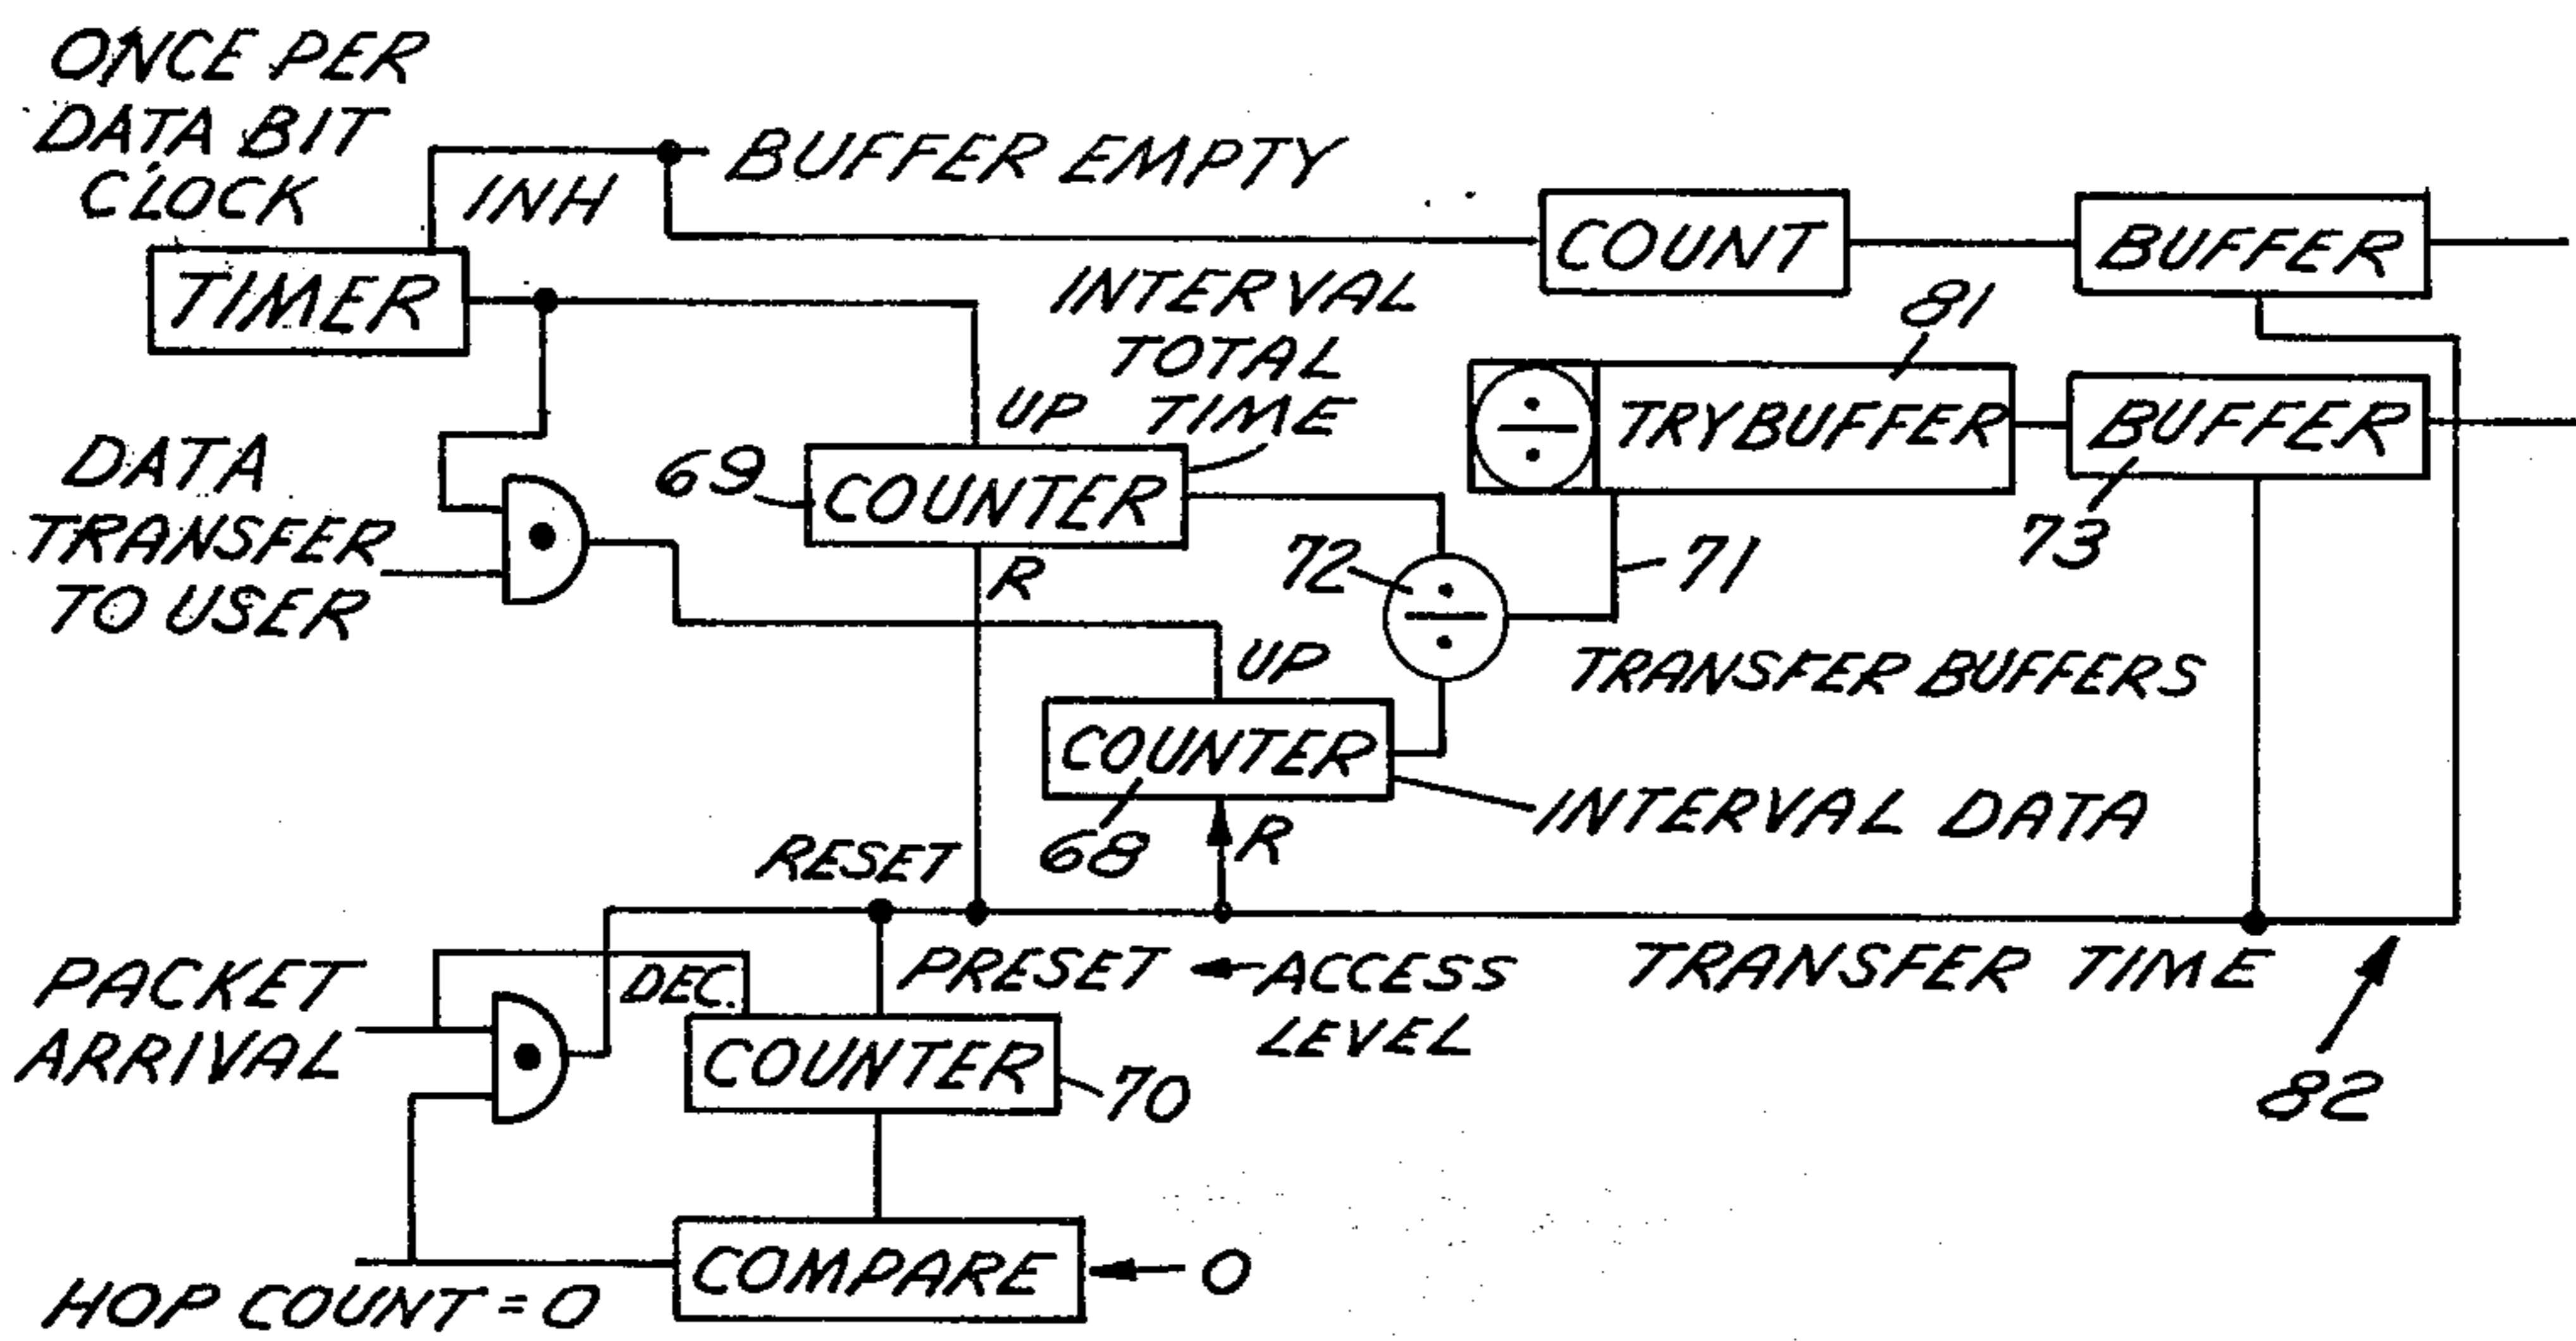 ONCE PER
DATA BIT
CLOCK
INH
BUFFER EMPTY
TIMER
COUNT
BUFFER
INTERVAL
TOTAL
TIME
UP
81
69
COUNTER
TRYBUFFER
BUFFER
DATA
TRANSFER
TO USER
R
72
71
73
UP
TRANSFER BUFFERS
COUNTER
68
R
INTERVAL DATA
RESET
PACKET
ARRIVAL
DEC.
PRESET
ACCESS
LEVEL
TRANSFER TIME
COUNTER
70
82
COMPARE
0
HOP COUNT = 0